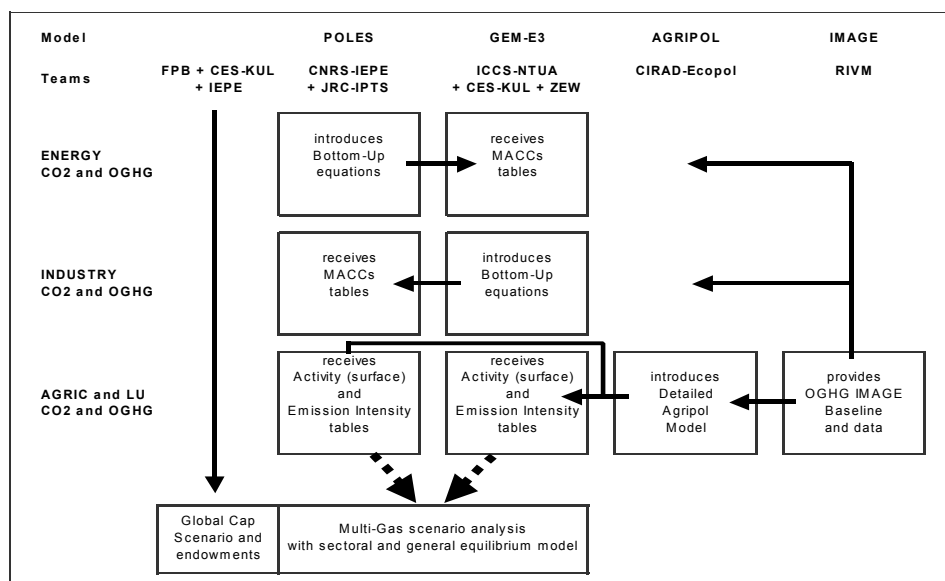 Model
POLES
GEM-E3
AGRIPOL
IMAGE
Teams
FPB + CES-KUL
+ IEPE
CNRS-IEPE
+ JRC-IPTS
ICCS-NTUA
+ CES-KUL + ZEW
CIRAD-Ecopol
RIVM
ENERGY
CO2 and OGHG
introduces
Bottom-Up
equations
receives
MACCs
tables
INDUSTRY
CO2 and OGHG
receives
MACCs
tables
introduces
Bottom-Up
equations
AGRIC and LU
CO2 and OGHG
receives
Activity (surface)
and
Emission Intensity
tables
receives
Activity (surface)
and
Emission Intensity
tables
introduces
Detailed
Agripol
Model
provides
OGHG IMAGE
Baseline
and data
Global Cap
Scenario and
endowments
Multi-Gas scenario analysis
with sectoral and general equilibrium model